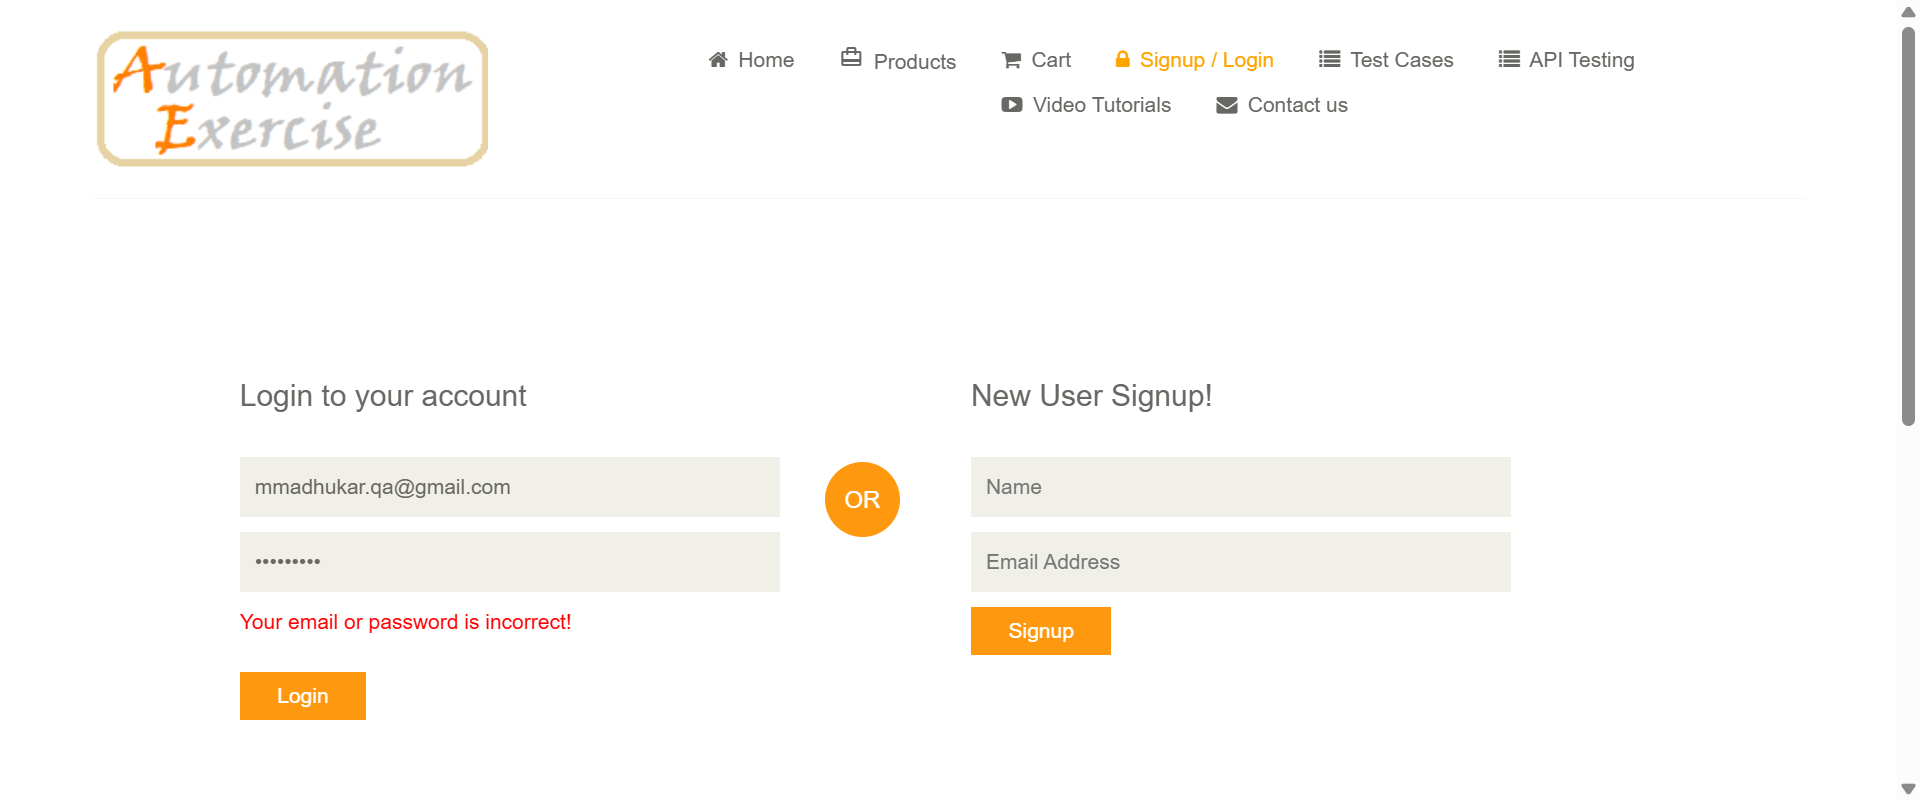 Automation
Exercise
Home
Products
Cart
Signup / Login
Test Cases
API Testing
Video Tutorials
Contact us
Login to your account
mmadhukar.qa@gmail.com
•••••••••
Your email or password is incorrect!
Login
OR
New User Signup!
Name
Email Address
Signup